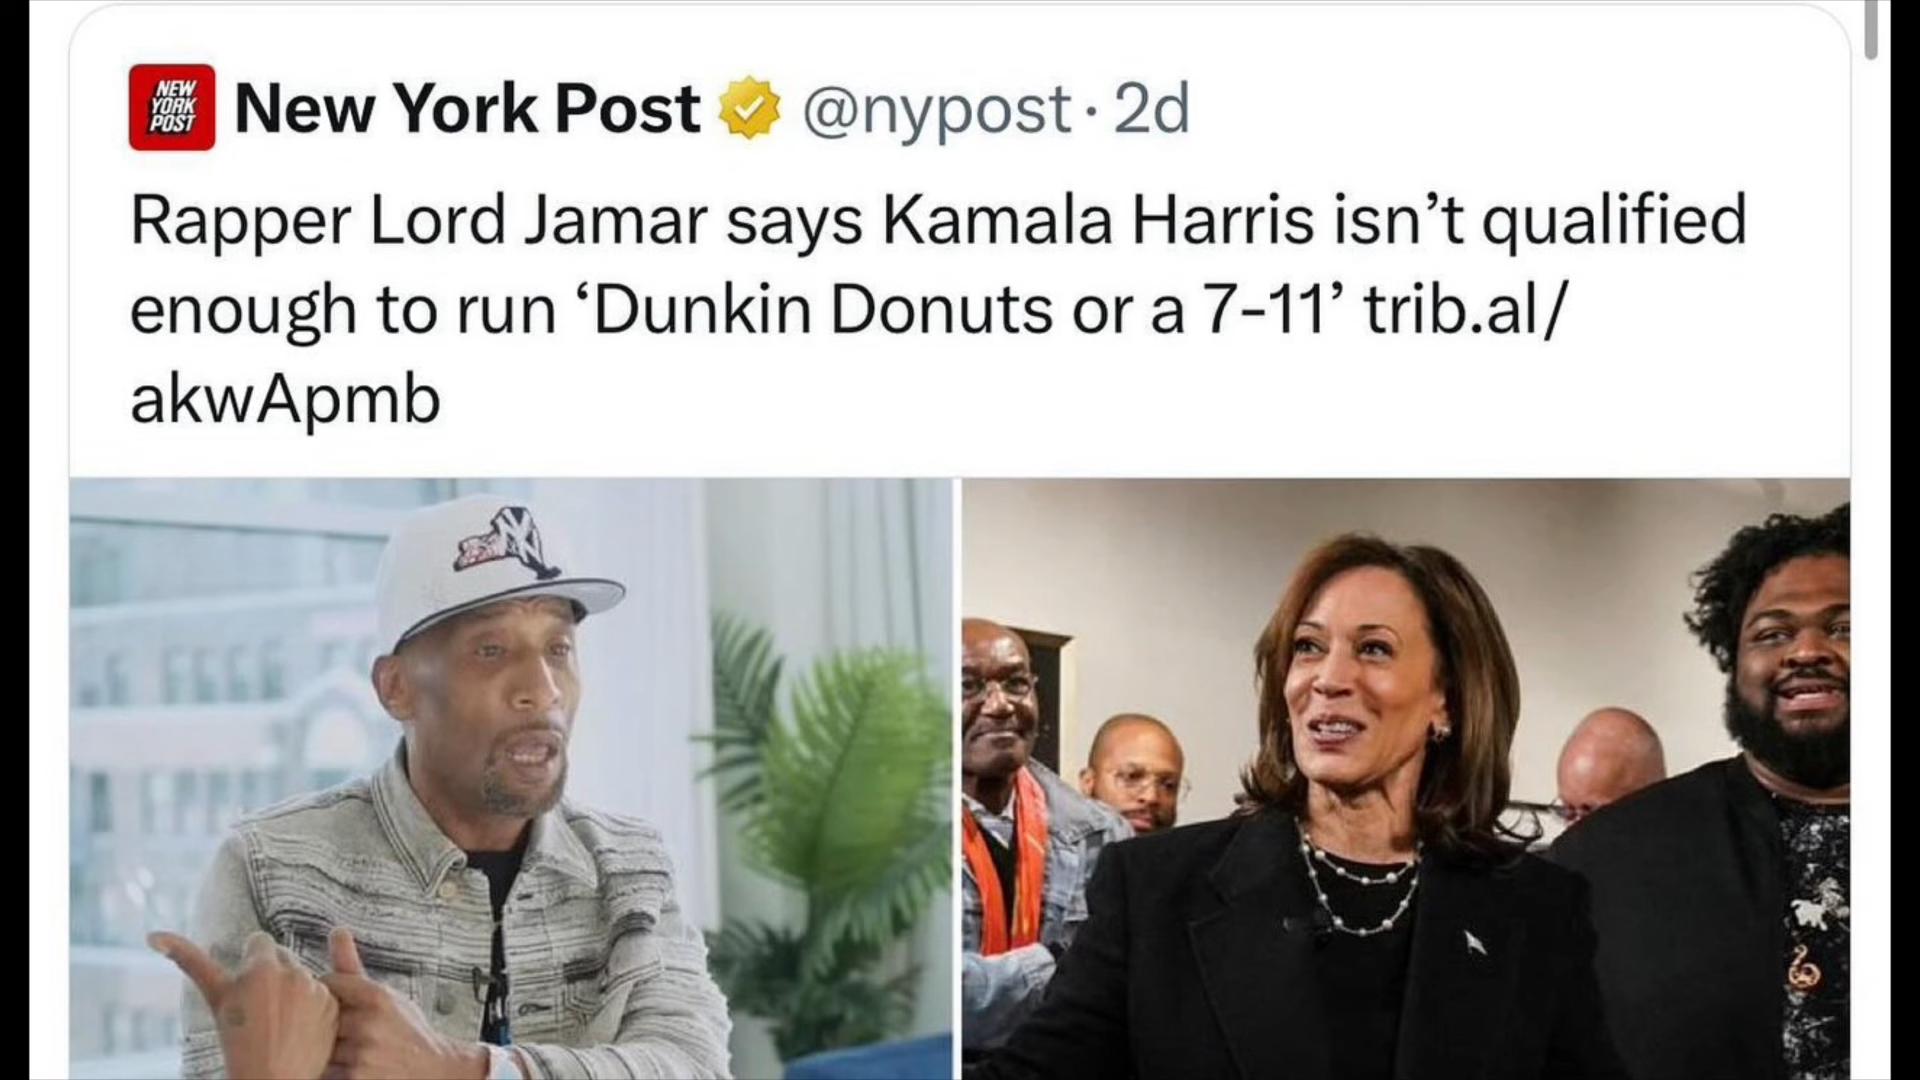 NEW
YORK
POST
New York Post @nypost · 2d
Rapper Lord Jamar says Kamala Harris isn’t qualified
enough to run ‘Dunkin Donuts or a 7-11’ trib.al/
akwApmb
NY